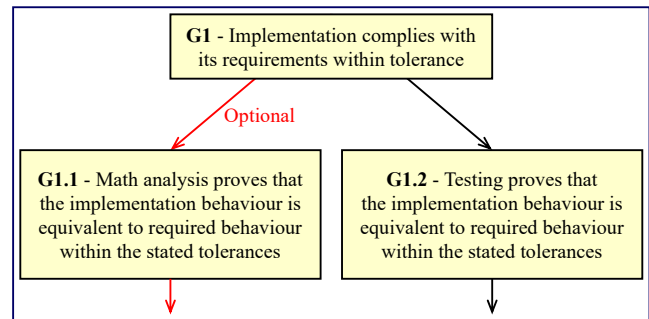 G1 - Implementation complies with
its requirements within tolerance
Optional
G1.1 - Math analysis proves that
the implementation behaviour is
equivalent to required behaviour
within the stated tolerances
G1.2 - Testing proves that
the implementation behaviour is
equivalent to required behaviour
within the stated tolerances